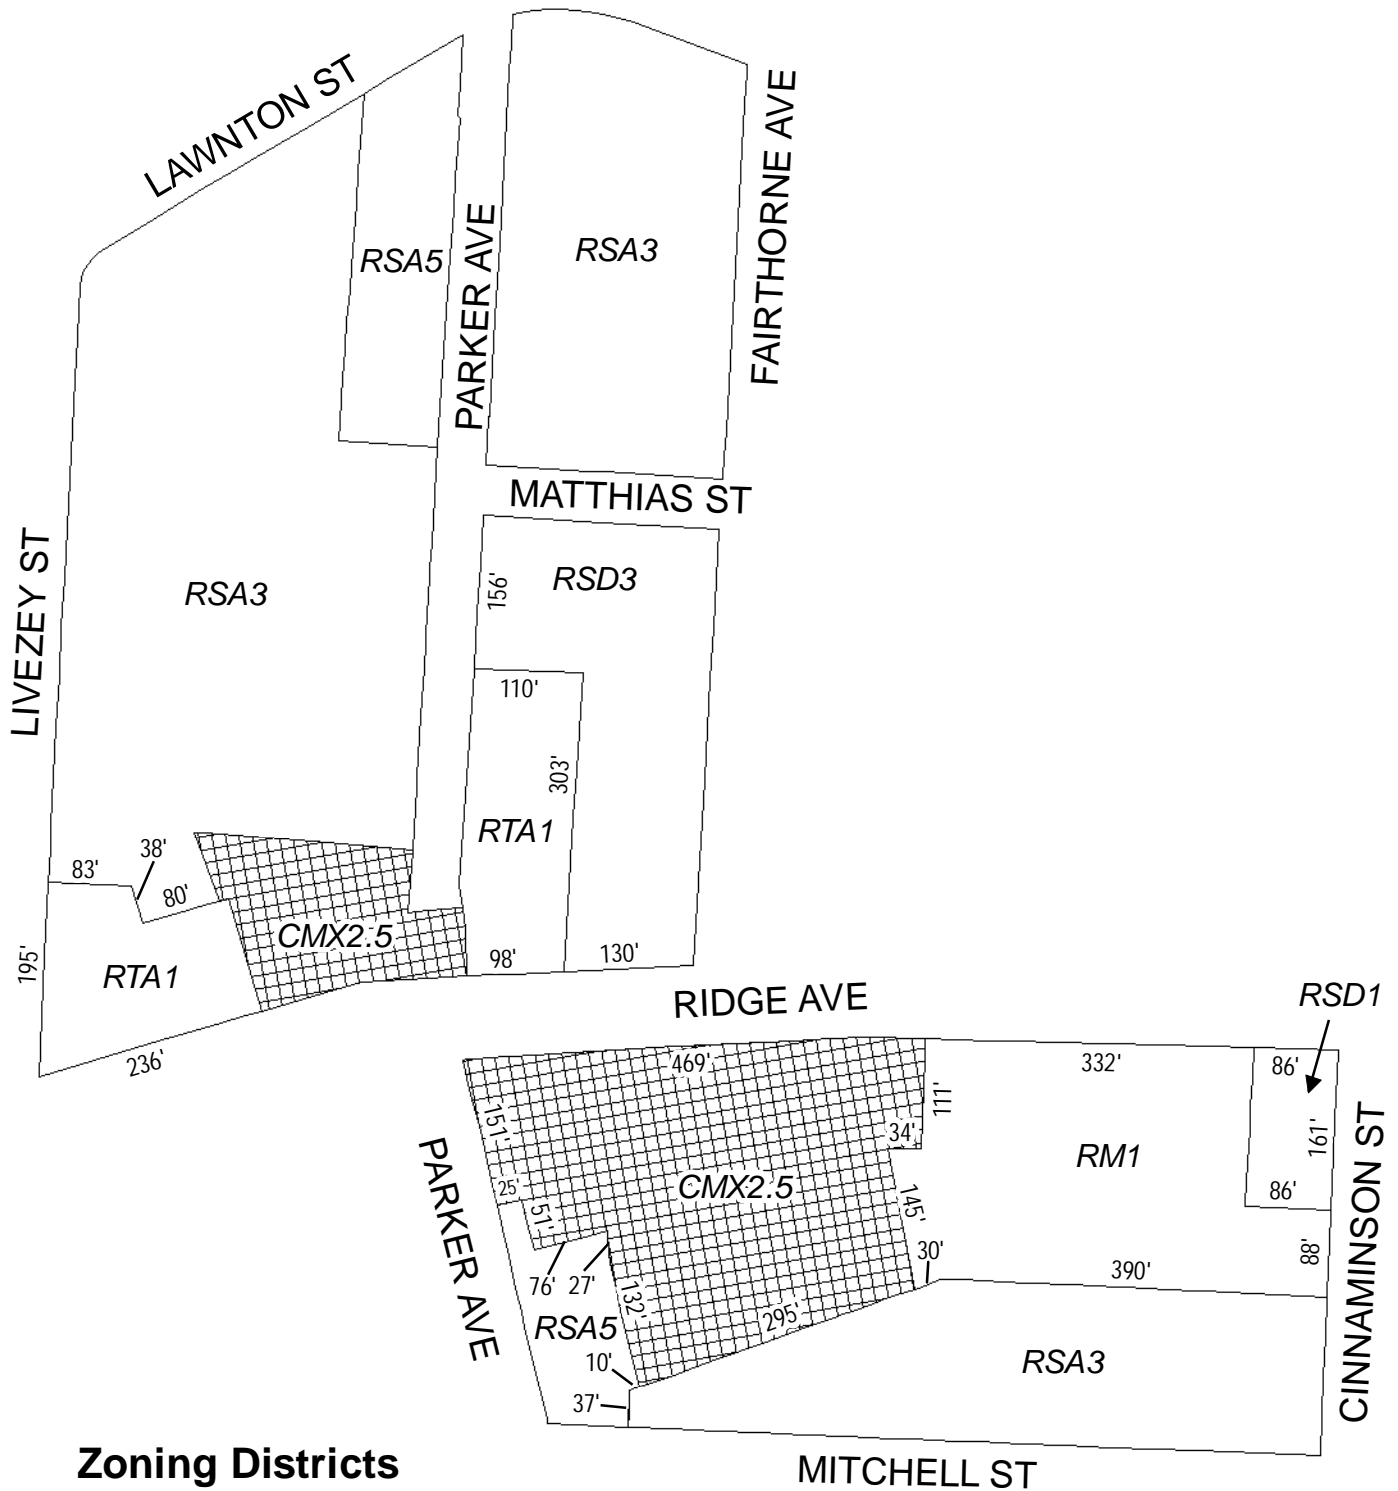 LAWNTON ST
RSA5
PARKER AVE
RSA3
FAIRTHORNE AVE
MATTHIAS ST
LIVEZEY ST
RSA3
156'
RSD3
110'
303'
RTA1
38'
83'
80'
CMX2.5
195'
RTA1
98'
130'
236'
RIDGE AVE
RSD1
469'
332'
86'
151'
111'
34'
161'
PARKER AVE
CMX2.5
RM1
25'
51'
145'
86'
CINNAMINSON ST
76'
27'
30'
88'
390'
132'
295'
RSA5
RSA3
10'
37'
Zoning Districts
MITCHELL ST